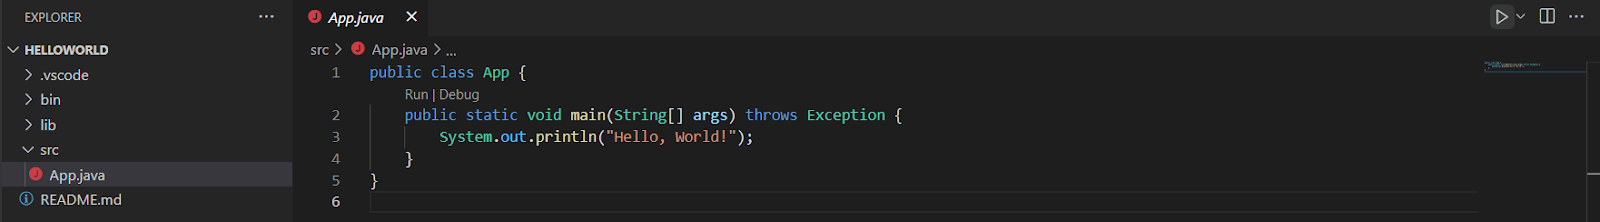 EXPLORER
HELLOWORLD
.vscode
bin
lib
src
App.java
README.md
App.java
src > App.java > ...
1 public class App {
Run | Debug
2 public static void main(String[] args) throws Exception {
3 System.out.println("Hello, World!");
4 }
5 }
6